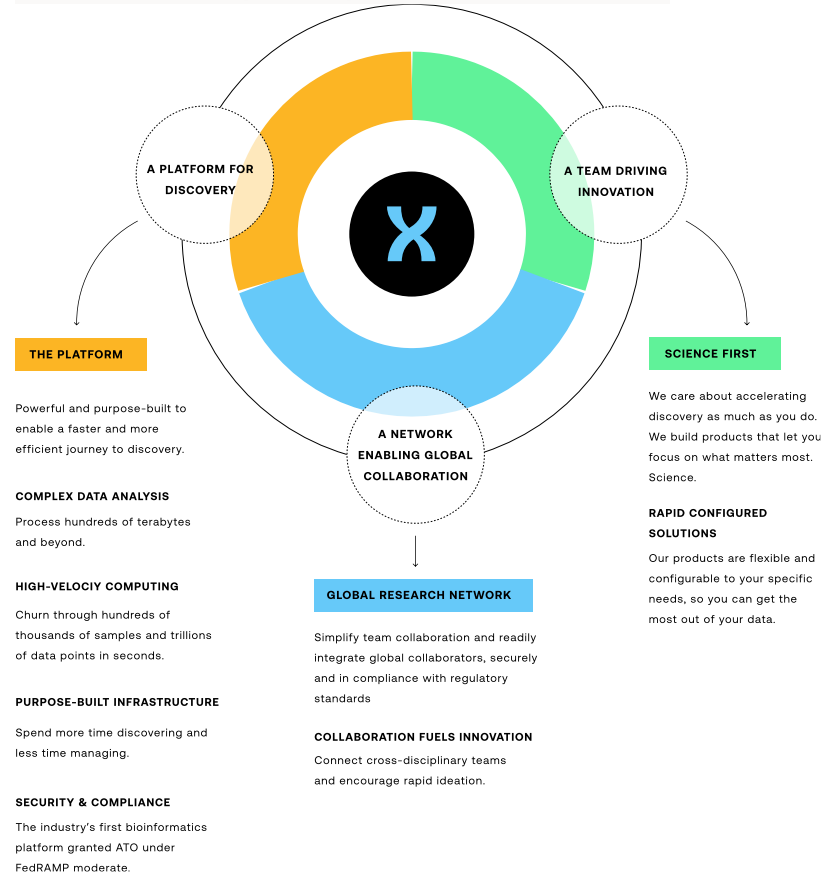 A PLATFORM FOR
DISCOVERY
A TEAM DRIVING
INNOVATION
A NETWORK
ENABLING GLOBAL
COLLABORATION
THE PLATFORM
Powerful and purpose-built to
enable a faster and more
efficient journey to discovery.
COMPLEX DATA ANALYSIS
Process hundreds of terabytes
and beyond.
HIGH-VELOCIY COMPUTING
Churn through hundreds of
thousands of samples and trillions
of data points in seconds.
PURPOSE-BUILT INFRASTRUCTURE
Spend more time discovering and
less time managing.
SECURITY & COMPLIANCE
The industry's first bioinformatics
platform granted ATO under
FedRAMP moderate.
GLOBAL RESEARCH NETWORK
Simplify team collaboration and readily
integrate global collaborators, securely
and in compliance with regulatory
standards
COLLABORATION FUELS INNOVATION
Connect cross-disciplinary teams
and encourage rapid ideation.
SCIENCE FIRST
We care about accelerating
discovery as much as you do.
We build products that let you
focus on what matters most.
Science.
RAPID CONFIGURED
SOLUTIONS
Our products are flexible and
configurable to your specific
needs, so you can get the
most out of your data.